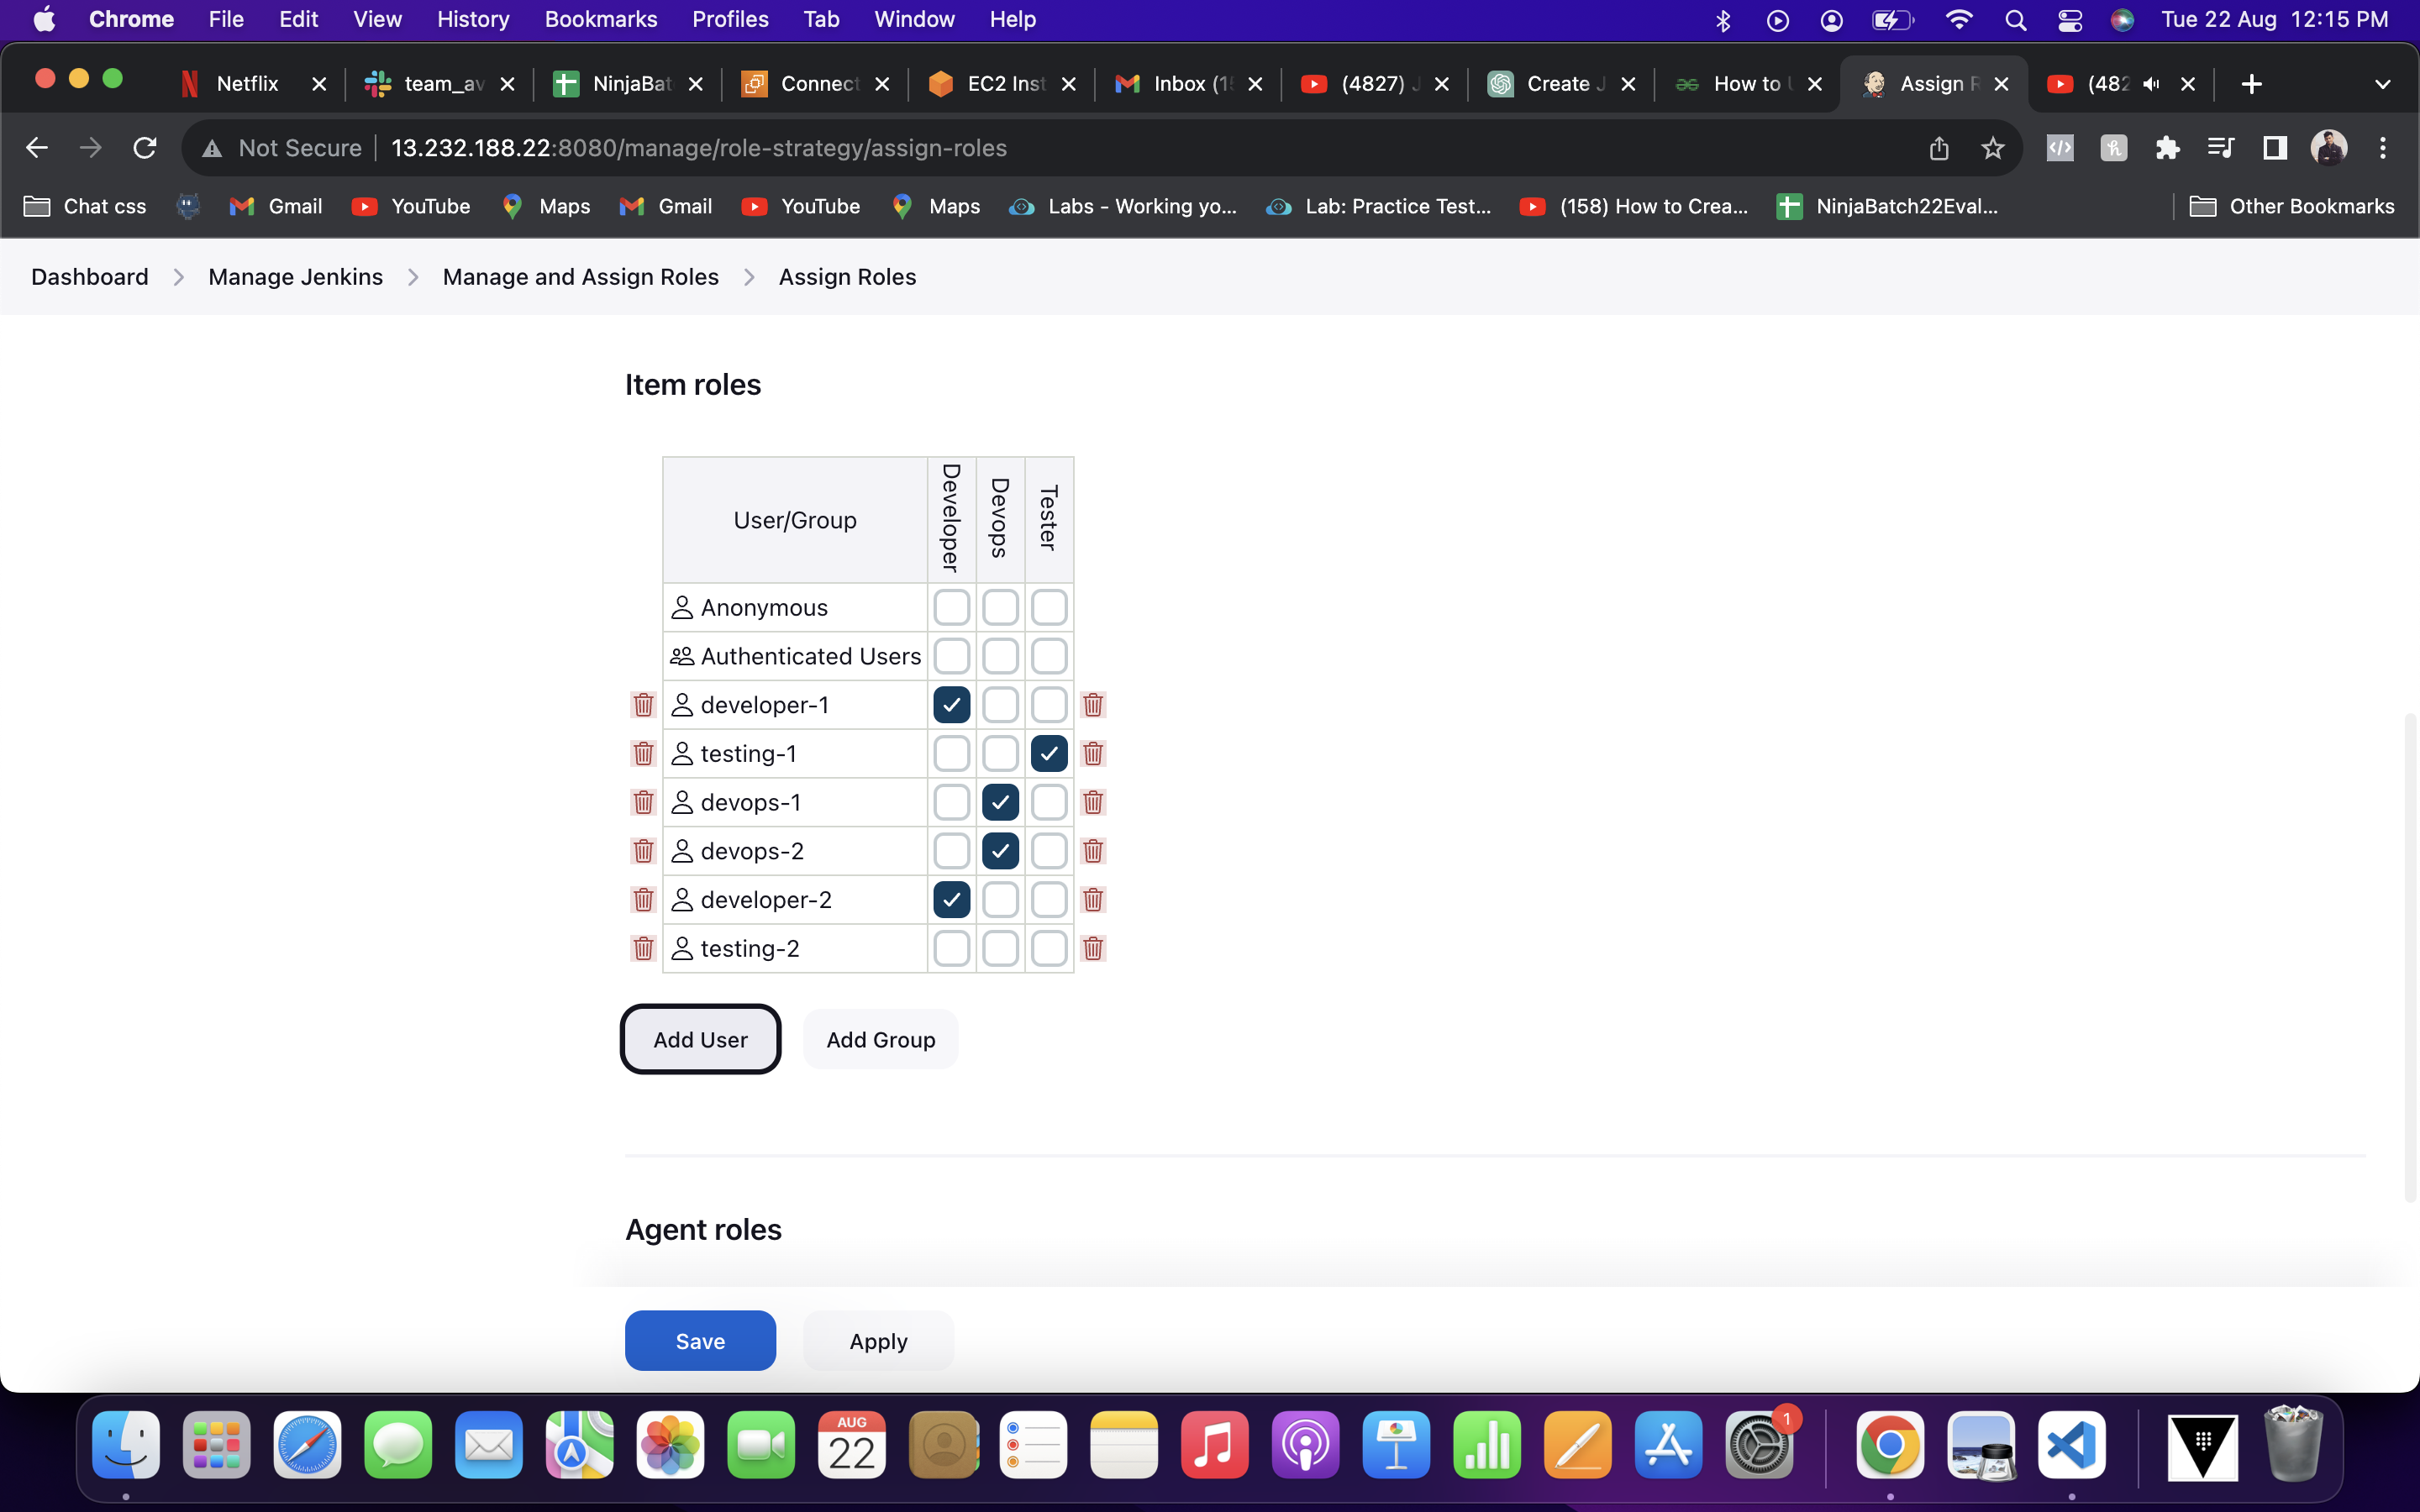 Chrome File Edit View History Bookmarks Profiles Tab Window Help Tue 22 Aug 12:15 PM
Netflix team_av NinjaBat Connect EC2 Inst Inbox (1 (4827) J Create J How to Assign R (482
Not Secure 13.232.188.22:8080/manage/role-strategy/assign-roles
Chat css Gmail YouTube Maps Gmail YouTube Maps Labs - Working yo... Lab: Practice Test... (158) How to Crea... NinjaBatch22Eval... Other Bookmarks
Dashboard Manage Jenkins Manage and Assign Roles Assign Roles
Item roles
User/Group Developer Devops Tester
Anonymous
Authenticated Users
developer-1
testing-1
devops-1
devops-2
developer-2
testing-2
Add User Add Group
Agent roles
Save Apply
AUG
22
1